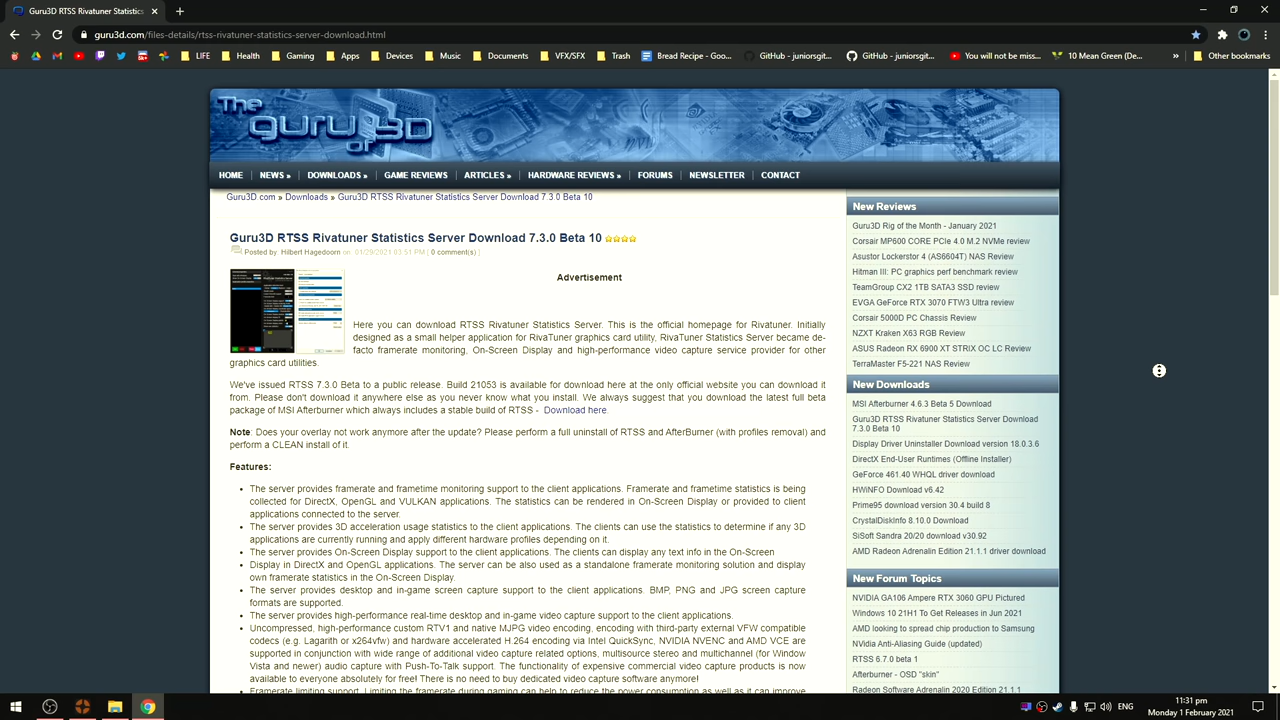 Guru3D RTSS Rivatuner Statistics
guru3d.com/files-details/rtss-rivatuner-statistics-server-download.html
LIFE
Health
Gaming
Apps
Devices
Music
Documents
VFX/SFX
Trash
Bread Recipe - Goo...
GitHub - juniorsgit...
GitHub - juniorsgit...
You will not be miss...
10 Mean Green (De...
»
Other bookmarks
The guru of 3D
HOME
NEWS »
DOWNLOADS »
GAME REVIEWS
ARTICLES »
HARDWARE REVIEWS »
FORUMS
NEWSLETTER
CONTACT
Guru3D.com » Downloads » Guru3D RTSS Rivatuner Statistics Server Download 7.3.0 Beta 10
Guru3D RTSS Rivatuner Statistics Server Download 7.3.0 Beta 10
Posted by: Hilbert Hagedoorn on: 01/29/2021 03:51 PM [ 0 comment(s) ]
Advertisement
Here you can download RTSS Rivatuner Statistics Server. This is the official homepage for Rivatuner. Initially
designed as a small helper application for RivaTuner graphics card utility, RivaTuner Statistics Server became de-
facto framerate monitoring, On-Screen Display and high-performance video capture service provider for other
graphics card utilities.
We've issued RTSS 7.3.0 Beta to a public release. Build 21053 is available for download here at the only official website you can download it
from. Please don't download it anywhere else as you never know what you install. We always suggest that you download the latest full beta
package of MSI Afterburner which always includes a stable build of RTSS - Download here.
Note: Does your overlay not work anymore after the update? Please perform a full uninstall of RTSS and AfterBurner (with profiles removal) and
perform a CLEAN install of it.
Features:
• The server provides framerate and frametime monitoring support to the client applications. Framerate and frametime statistics is being
collected for DirectX, OpenGL and VULKAN applications. The statistics can be rendered in On-Screen Display or provided to client
applications connected to the server.
• The server provides 3D acceleration usage statistics to the client applications. The clients can use the statistics to determine if any 3D
applications are currently running and apply different hardware profiles depending on it.
• The server provides On-Screen Display support to the client applications. The clients can display any text info in the On-Screen
• Display in DirectX and OpenGL applications. The server can be also used as a standalone framerate monitoring solution and display
own framerate statistics in the On-Screen Display.
• The server provides desktop and in-game screen capture support to the client applications. BMP, PNG and JPG screen capture
formats are supported.
• The server provides high-performance real-time desktop and in-game video capture support to the client applications.
• Uncompressed, high-performance custom RTV1 and native MJPG video encoding, encoding with third-party external VFW compatible
codecs (e.g. Lagarith or x264vfw) and hardware accelerated H.264 encoding via Intel QuickSync, NVIDIA NVENC and AMD VCE are
supported in conjunction with wide range of additional video capture related options, multisource stereo and multichannel (for Window
Vista and newer) audio capture with Push-To-Talk support. The functionality of expensive commercial video capture products is now
available to everyone absolutely for free! There is no need to buy dedicated video capture software anymore!
• Framerate limiting support. Limiting the framerate during gaming can help to reduce the power consumption as well as it can improve
New Reviews
Guru3D Rig of the Month - January 2021
Corsair MP600 CORE PCIe 4.0 M.2 NVMe review
Asustor Lockerstor 4 (AS6604T) NAS Review
Hitman III: PC graphics perf benchmark review
TeamGroup CX2 1TB SATA3 SSD review
EVGA GeForce RTX 3070 FTW3 Ultra review
Corsair 5000D PC Chassis Review
NZXT Kraken X63 RGB Review
ASUS Radeon RX 6900 XT STRIX OC LC Review
TerraMaster F5-221 NAS Review
New Downloads
MSI Afterburner 4.6.3 Beta 5 Download
Guru3D RTSS Rivatuner Statistics Server Download
7.3.0 Beta 10
Display Driver Uninstaller Download version 18.0.3.6
DirectX End-User Runtimes (Offline Installer)
GeForce 461.40 WHQL driver download
HWiNFO Download v6.42
Prime95 download version 30.4 build 8
CrystalDiskInfo 8.10.0 Download
SiSoft Sandra 20/20 download v30.92
AMD Radeon Adrenalin Edition 21.1.1 driver download
New Forum Topics
NVIDIA GA106 Ampere RTX 3060 GPU Pictured
Windows 10 21H1 To Get Releases in Jun 2021
AMD looking to spread chip production to Samsung
NVidia Anti-Aliasing Guide (updated)
RTSS 6.7.0 beta 1
Afterburner - OSD "skin"
Radeon Software Adrenalin 2020 Edition 21.1.1
ENG
11:31 pm
Monday 1 February 2021